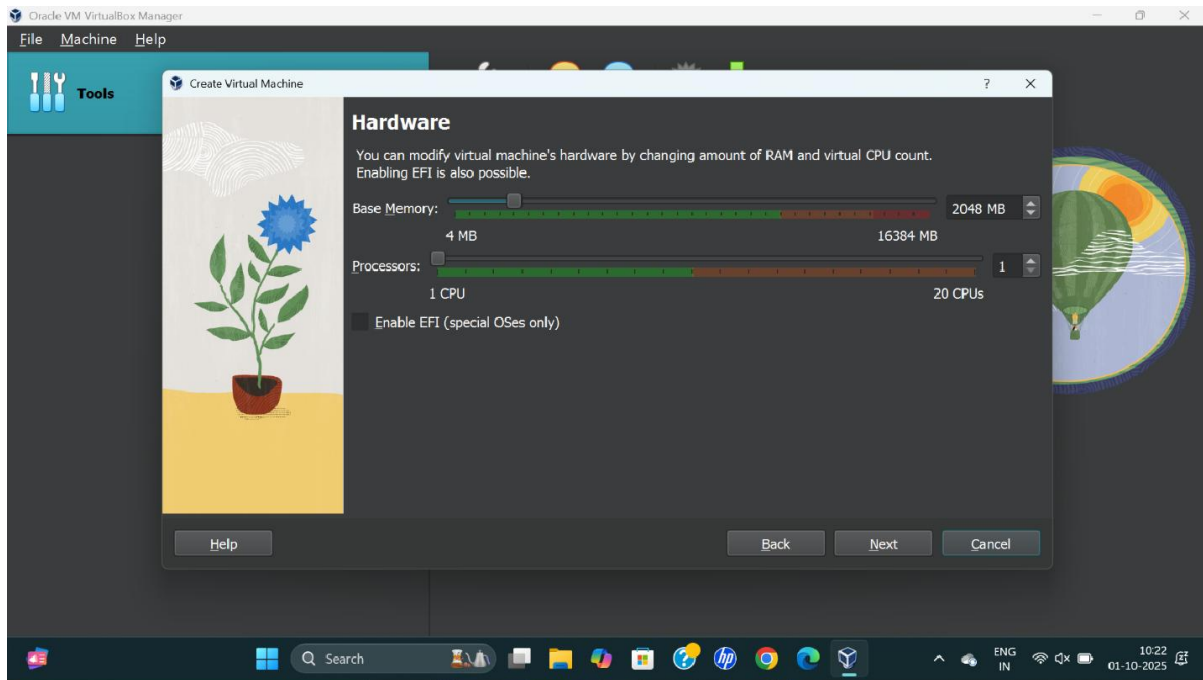 Oracle VM VirtualBox Manager
File Machine Help
Tools
Create Virtual Machine
?
Hardware
You can modify virtual machine's hardware by changing amount of RAM and virtual CPU count.
Enabling EFI is also possible.
Base Memory: 2048 MB
4 MB 16384 MB
Processors: 1
1 CPU 20 CPUs
Enable EFI (special OSes only)
Help Back Next Cancel
Search hp ENG 10:22
IN 01-10-2025